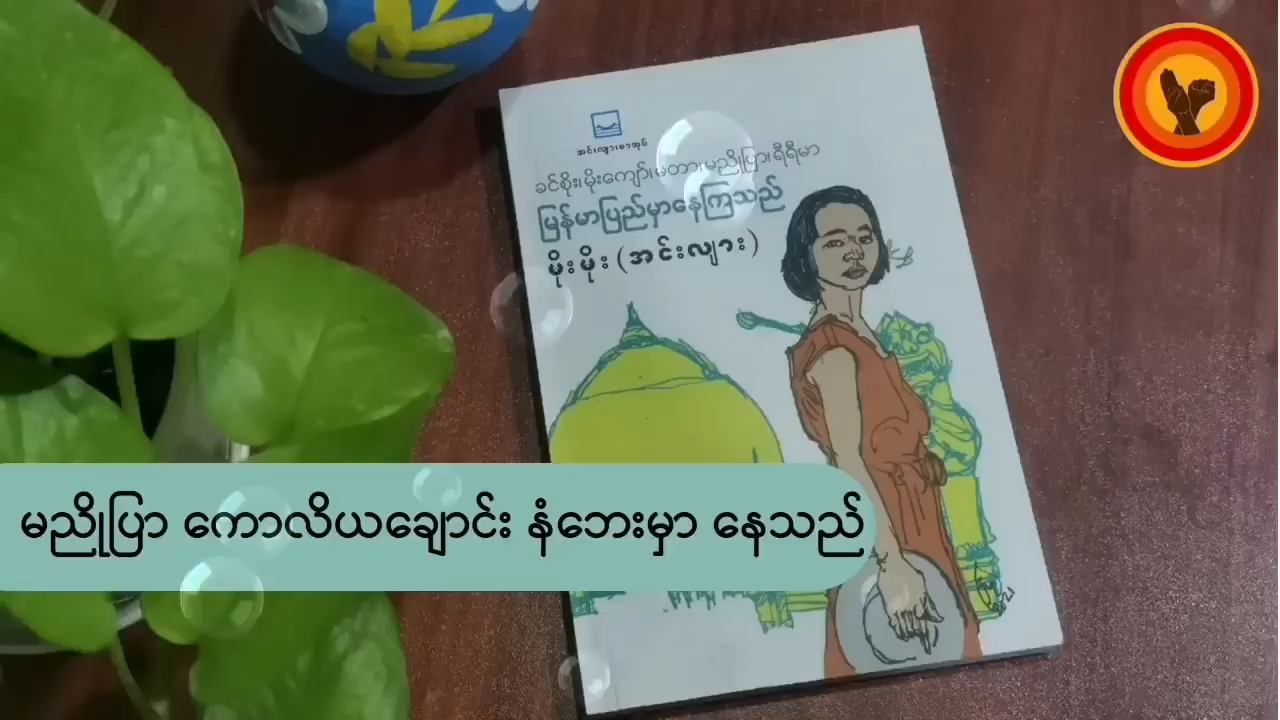 အင်းလျားစာအုပ်
ခင်စိုး၊မိုးကျော်၊မတာ၊မညိုပြာ၊ရီရီမာ
မြန်မာပြည်မှာနေကြသည်
မိုးမိုး(အင်းလျား)
မညိုပြာ ကောလိယချောင်း နံဘေးမှာ နေသည်
2021